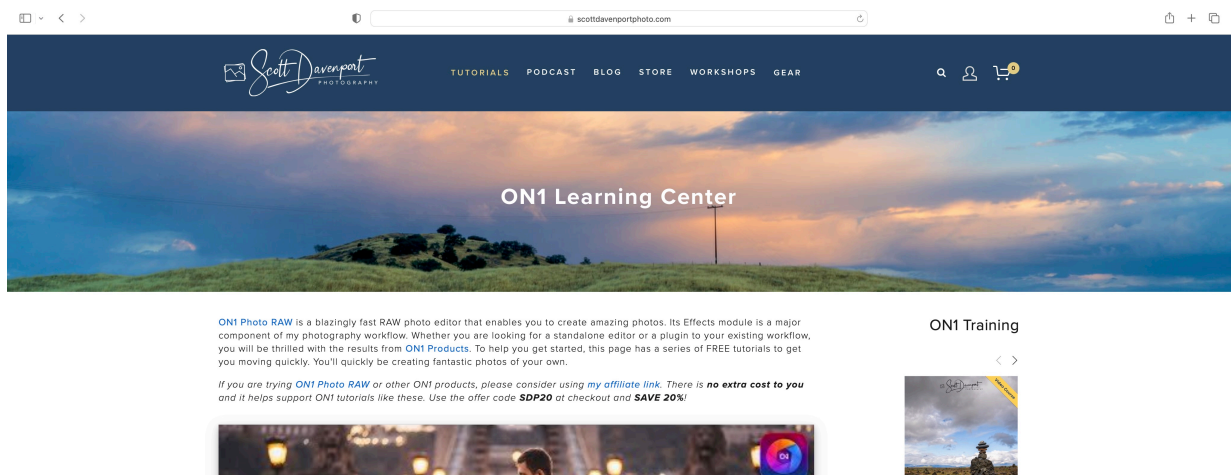 scottdavenportphoto.com
Scott Davenport
PHOTOGRAPHY
TUTORIALS PODCAST BLOG STORE WORKSHOPS GEAR
0
ON1 Learning Center
ON1 Photo RAW is a blazingly fast RAW photo editor that enables you to create amazing photos. Its Effects module is a major
component of my photography workflow. Whether you are looking for a standalone editor or a plugin to your existing workflow,
you will be thrilled with the results from ON1 Products. To help you get started, this page has a series of FREE tutorials to get
you moving quickly. You'll quickly be creating fantastic photos of your own.
If you are trying ON1 Photo RAW or other ON1 products, please consider using my affiliate link. There is no extra cost to you
and it helps support ON1 tutorials like these. Use the offer code SDP20 at checkout and SAVE 20%!
ON1
ON1 Training
Scott Davenport
Video Course